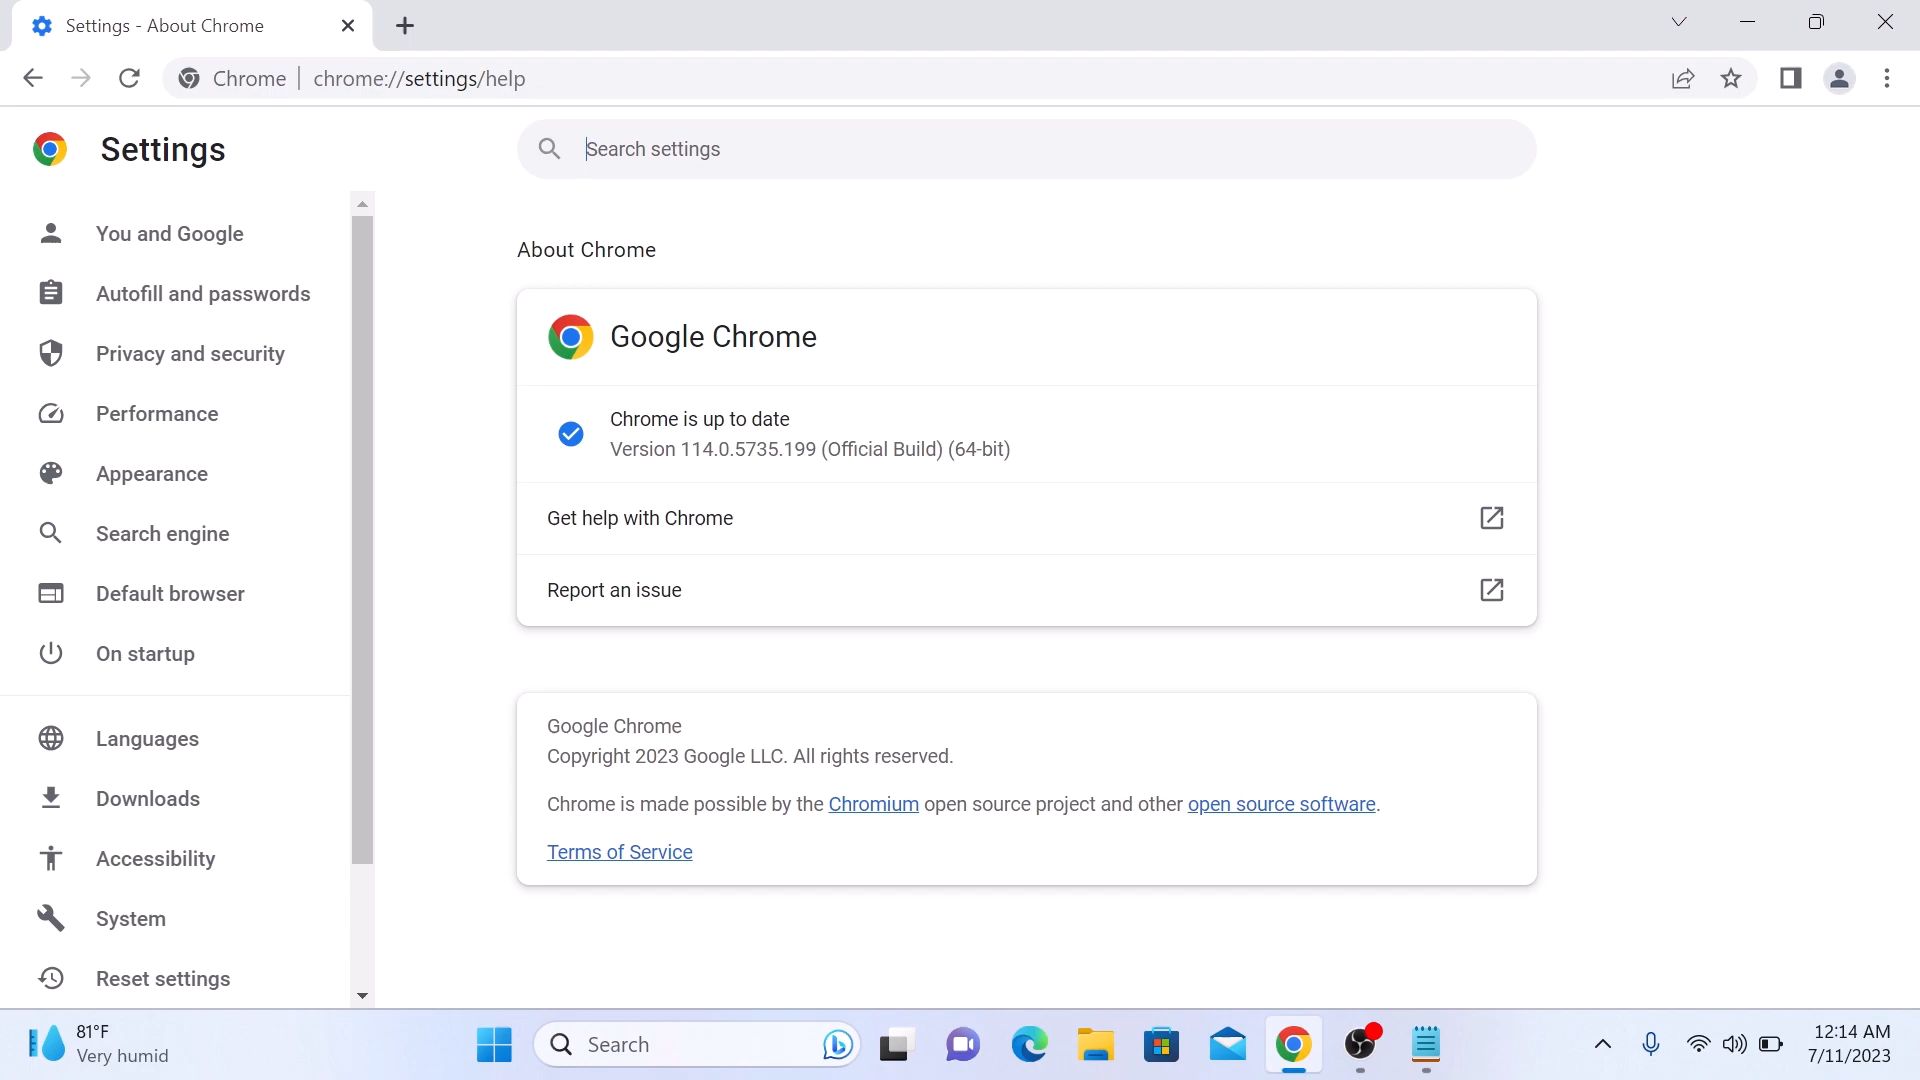 Settings - About Chrome
Chrome | chrome://settings/help
Settings
Search settings
You and Google
Autofill and passwords
Privacy and security
Performance
Appearance
Search engine
Default browser
On startup
Languages
Downloads
Accessibility
System
Reset settings
About Chrome
Google Chrome
Chrome is up to date
Version 114.0.5735.199 (Official Build) (64-bit)
Get help with Chrome
Report an issue
Google Chrome
Copyright 2023 Google LLC. All rights reserved.
Chrome is made possible by the Chromium open source project and other open source software.
Terms of Service
81°F
Very humid
Search
12:14 AM
7/11/2023